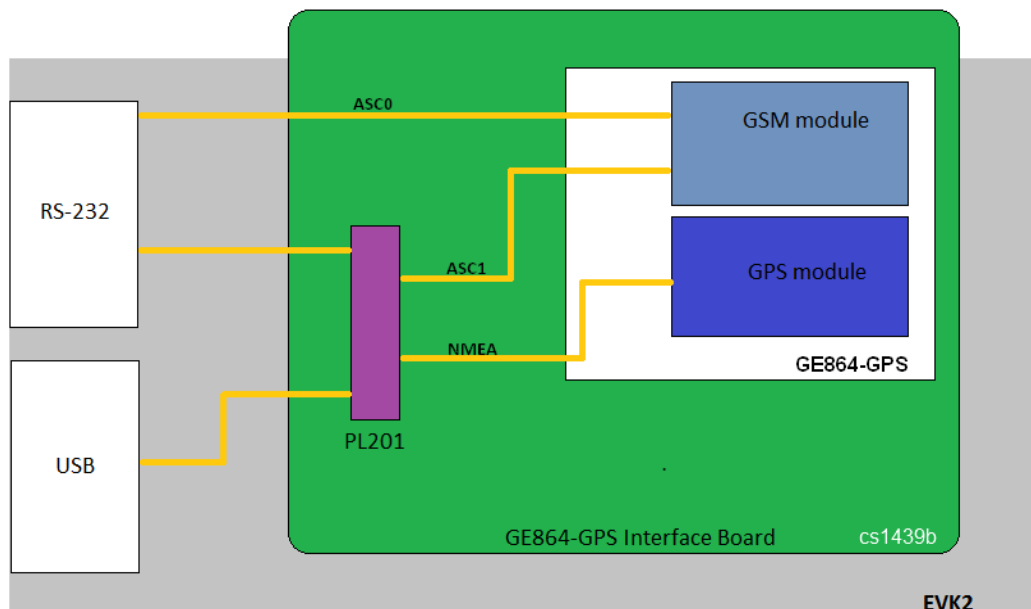 ASC0
GSM module
RS-232
ASC1
GPS module
NMEA
GE864-GPS
PL201
USB
GE864-GPS Interface Board
cs1439b
EVK2